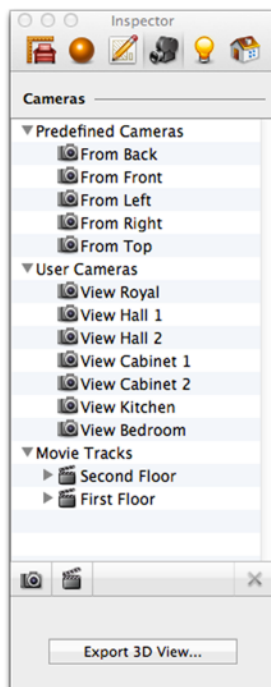 Inspector
Cameras
Predefined Cameras
From Back
From Front
From Left
From Right
From Top
User Cameras
View Royal
View Hall 1
View Hall 2
View Cabinet 1
View Cabinet 2
View Kitchen
View Bedroom
Movie Tracks
Second Floor
First Floor
Export 3D View...